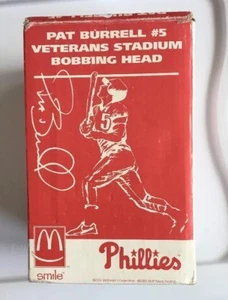 PAT BURRELL #5
VETERANS STADIUM
BOBBING HEAD
5
M
smile
Phillies